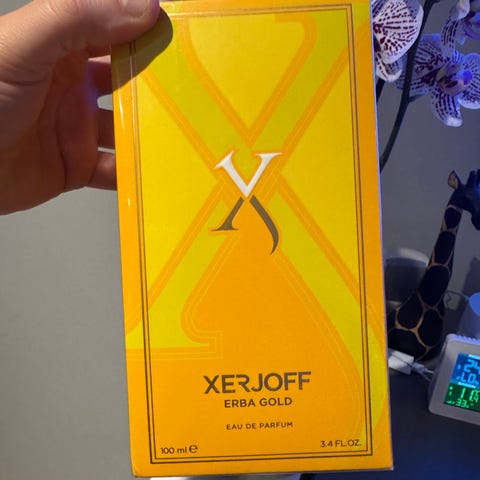 XERJOFF
ERBA GOLD
EAU DE PARFUM
100 ml e 3.4 FL.OZ.